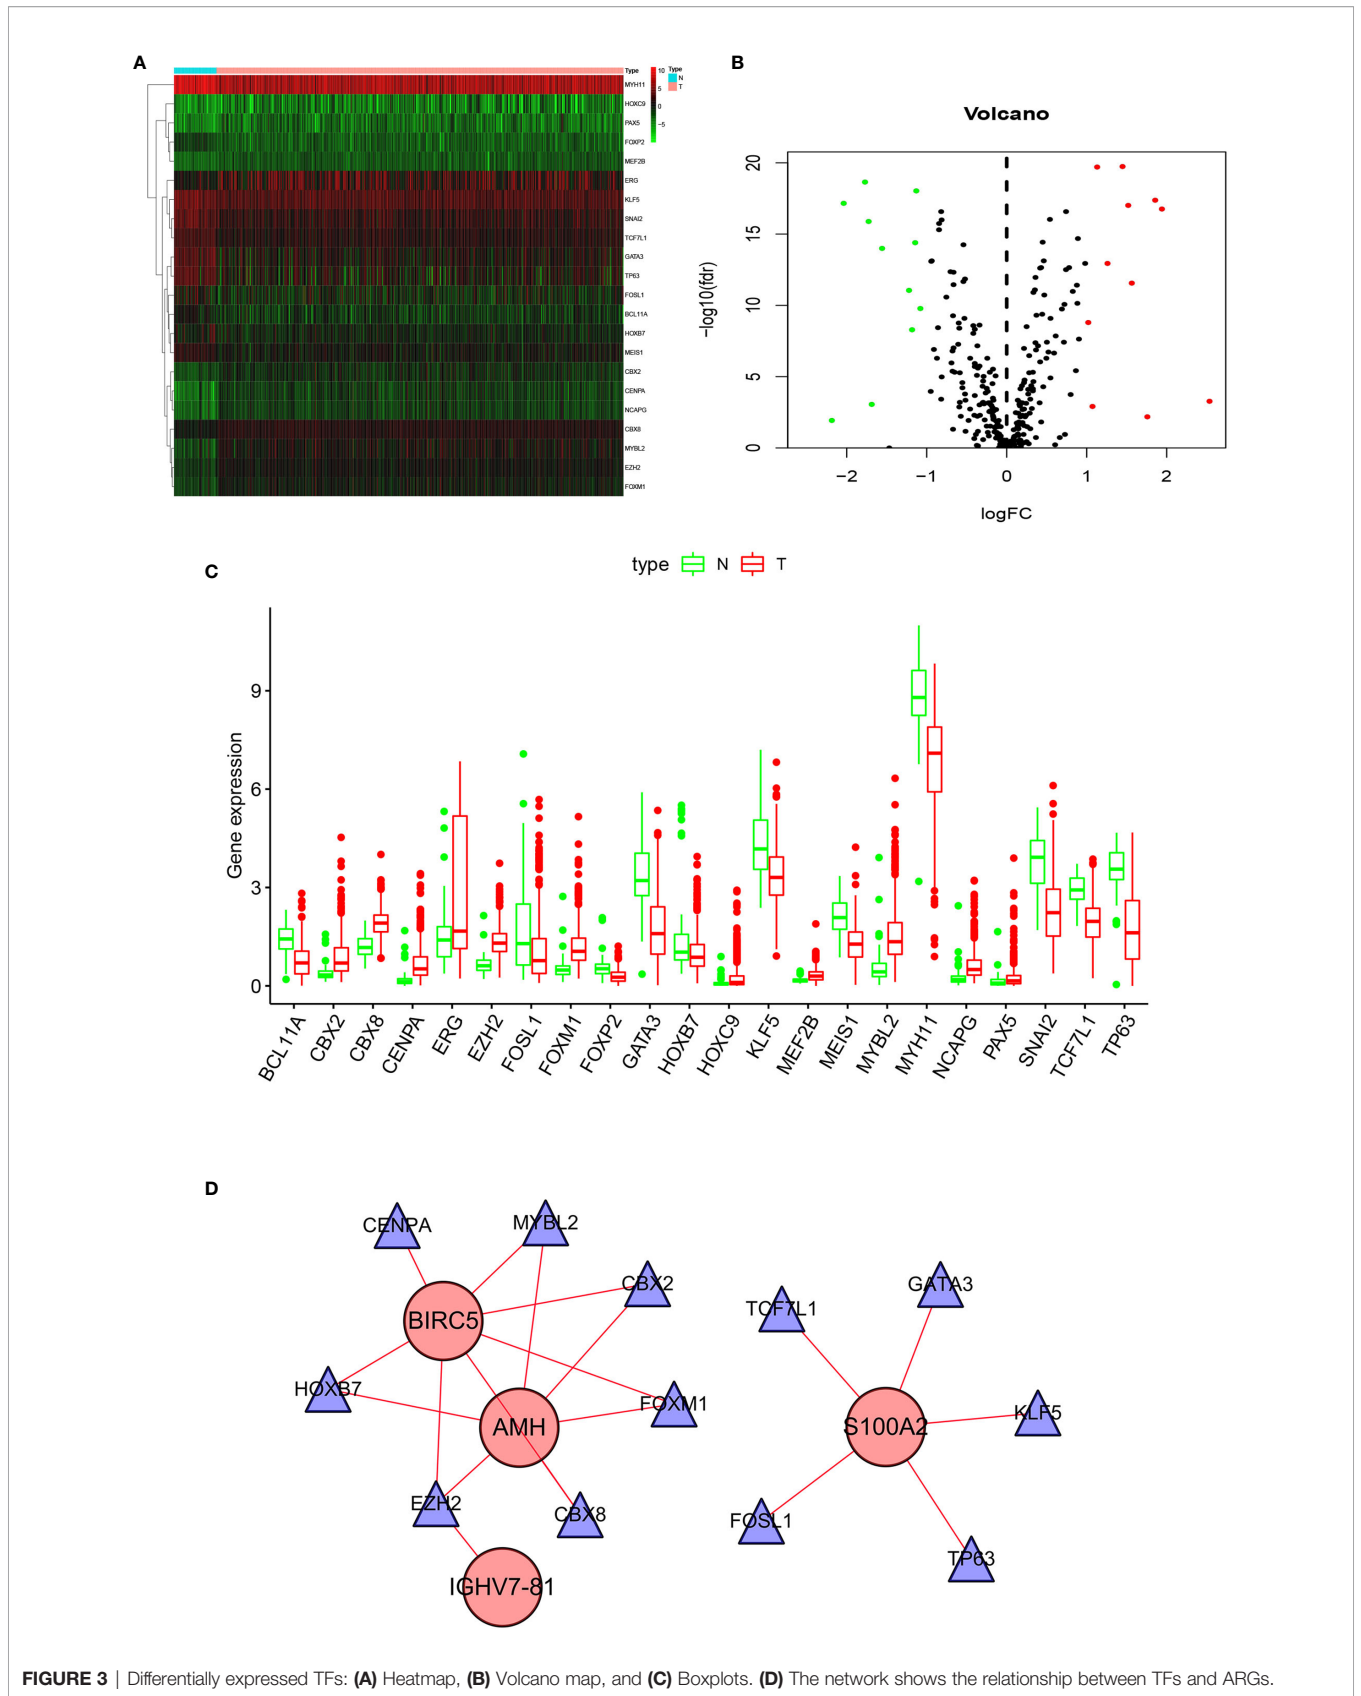 A
Type
MYH11
HOXC9
PAX5
FOXP2
MEF2B
ERG
KLF5
SNAI2
TCF7L1
GATA3
TP63
FOSL1
BCL11A
HOXB7
MEIS1
CBX2
CENPA
NCAPG
CBX8
MYBL2
EZH2
FOXM1
10
5
0
−5
Type
N
T
B
Volcano
−log10(fdr)
20
15
10
5
0
−2
−1
0
1
2
logFC
C
type N T
Gene expression
9
6
3
0
BCL11A
CBX2
CBX8
CENPA
ERG
EZH2
FOSL1
FOXM1
FOXP2
GATA3
HOXB7
HOXC9
KLF5
MEF2B
MEIS1
MYBL2
MYH11
NCAPG
PAX5
SNAI2
TCF7L1
TP63
D
CENPA
MYBL2
CBX2
BIRC5
HOXB7
FOXM1
AMH
EZH2
CBX8
IGHV7-81
TCF7L1
GATA3
KLF5
S100A2
FOSL1
TP63
FIGURE 3 | Differentially expressed TFs: (A) Heatmap, (B) Volcano map, and (C) Boxplots. (D) The network shows the relationship between TFs and ARGs.